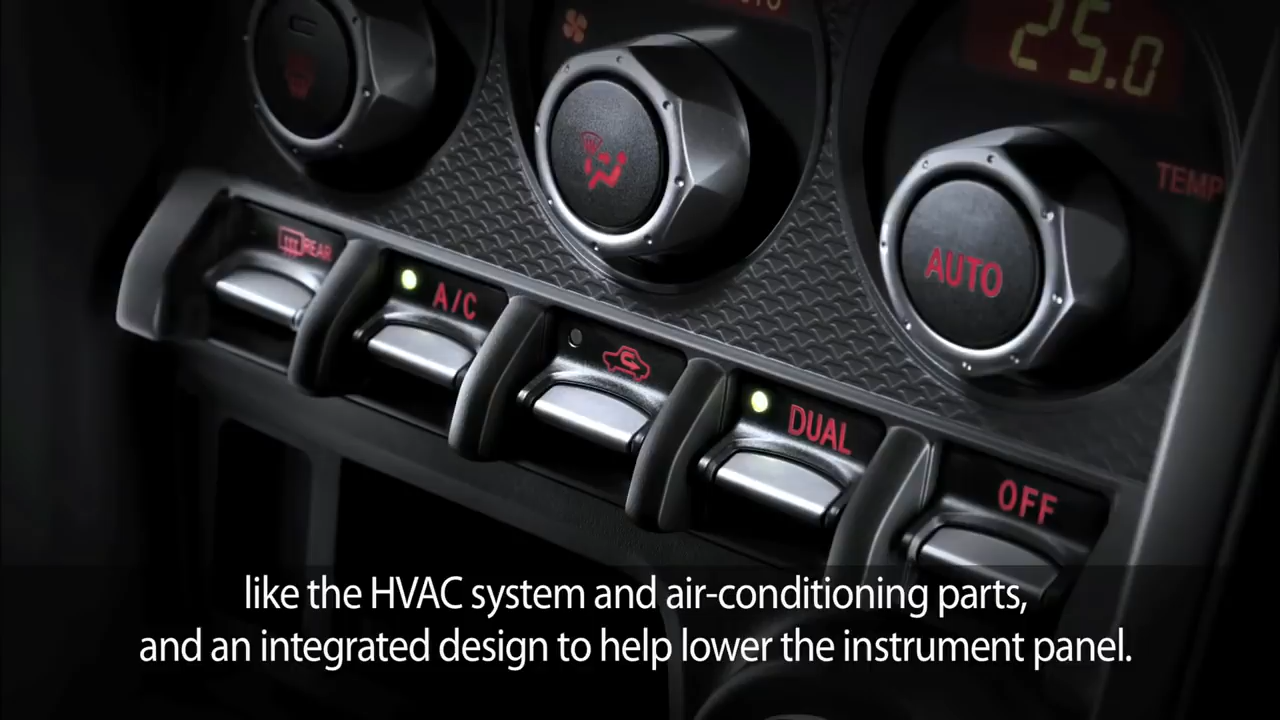 25.0
TEMP
AUTO
REAR
A/C
DUAL
OFF
like the HVAC system and air-conditioning parts,
and an integrated design to help lower the instrument panel.